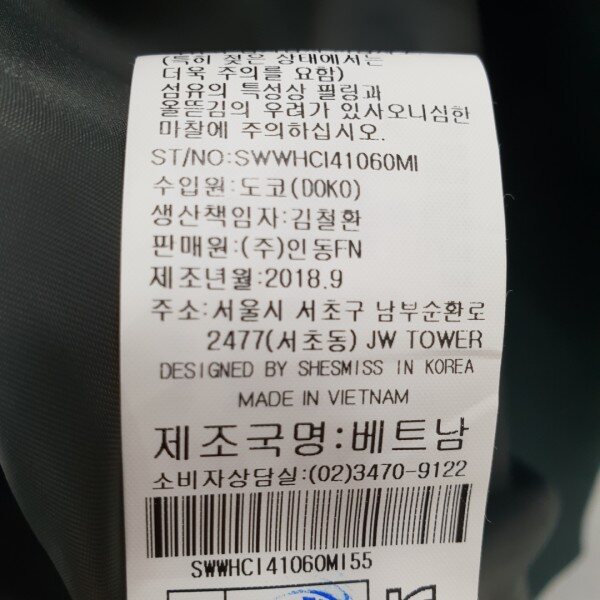 (특히 젖은 상태에서는
더욱 주의를 요함)
섬유의 특성상 필링과
올뜯김의 우려가 있사오니심한
마찰에 주의하십시오.
ST/NO:SWWHCI41060MI
수입원:도코(DOKO)
생산책임자:김철환
판매원:(주)인동FN
제조년월:2018.9
주소:서울시 서초구 남부순환로
2477(서초동) JW TOWER
DESIGNED BY SHESMISS IN KOREA
MADE IN VIETNAM
제조국명:베트남
소비자상담실:(02)3470-9122
SWWHCI41060MI55